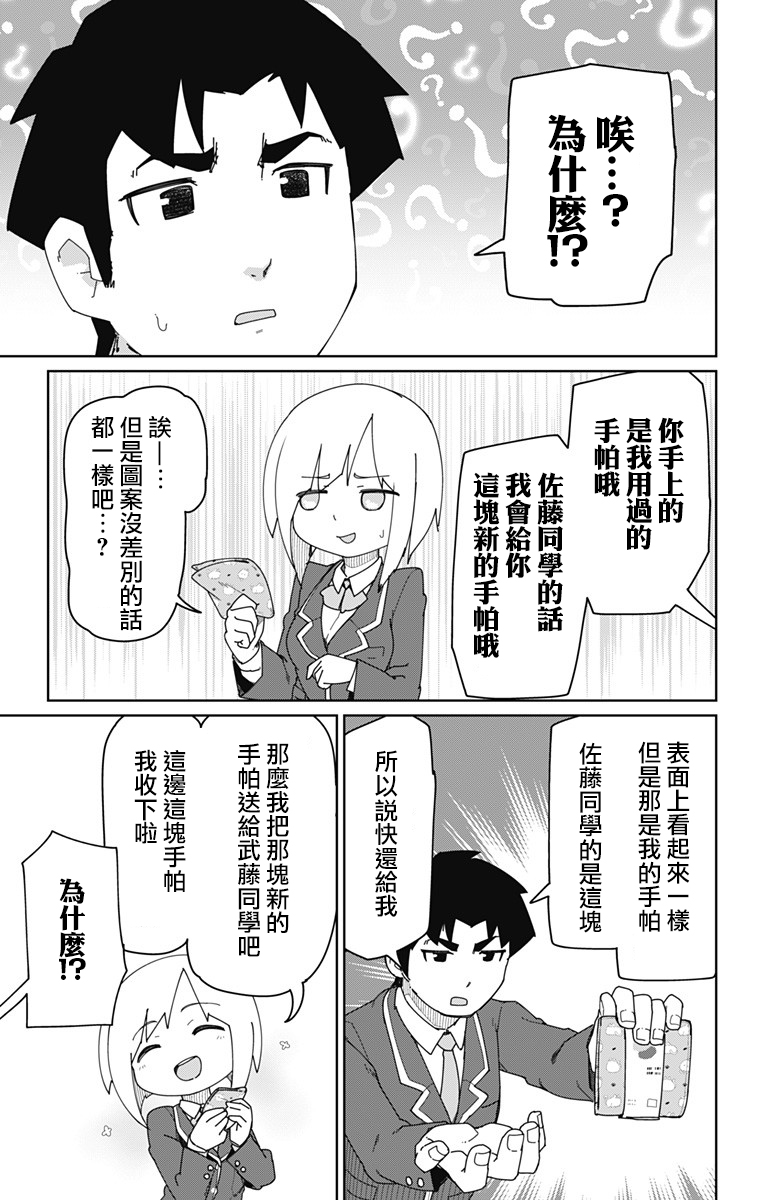 唉…?
為什麼!?
你手上的
是我用過的
手帕哦
佐藤同學的話
我會給你
這塊新的手帕哦
誒—…
但是圖案沒差別的話
都一樣吧…?
表面上看起來一樣
但是那是我的手帕
佐藤同學的是這塊
所以說快還給我
那麼我把那塊新的
手帕送給武藤同學吧
這邊這塊手帕
我收下啦
為什麼!?